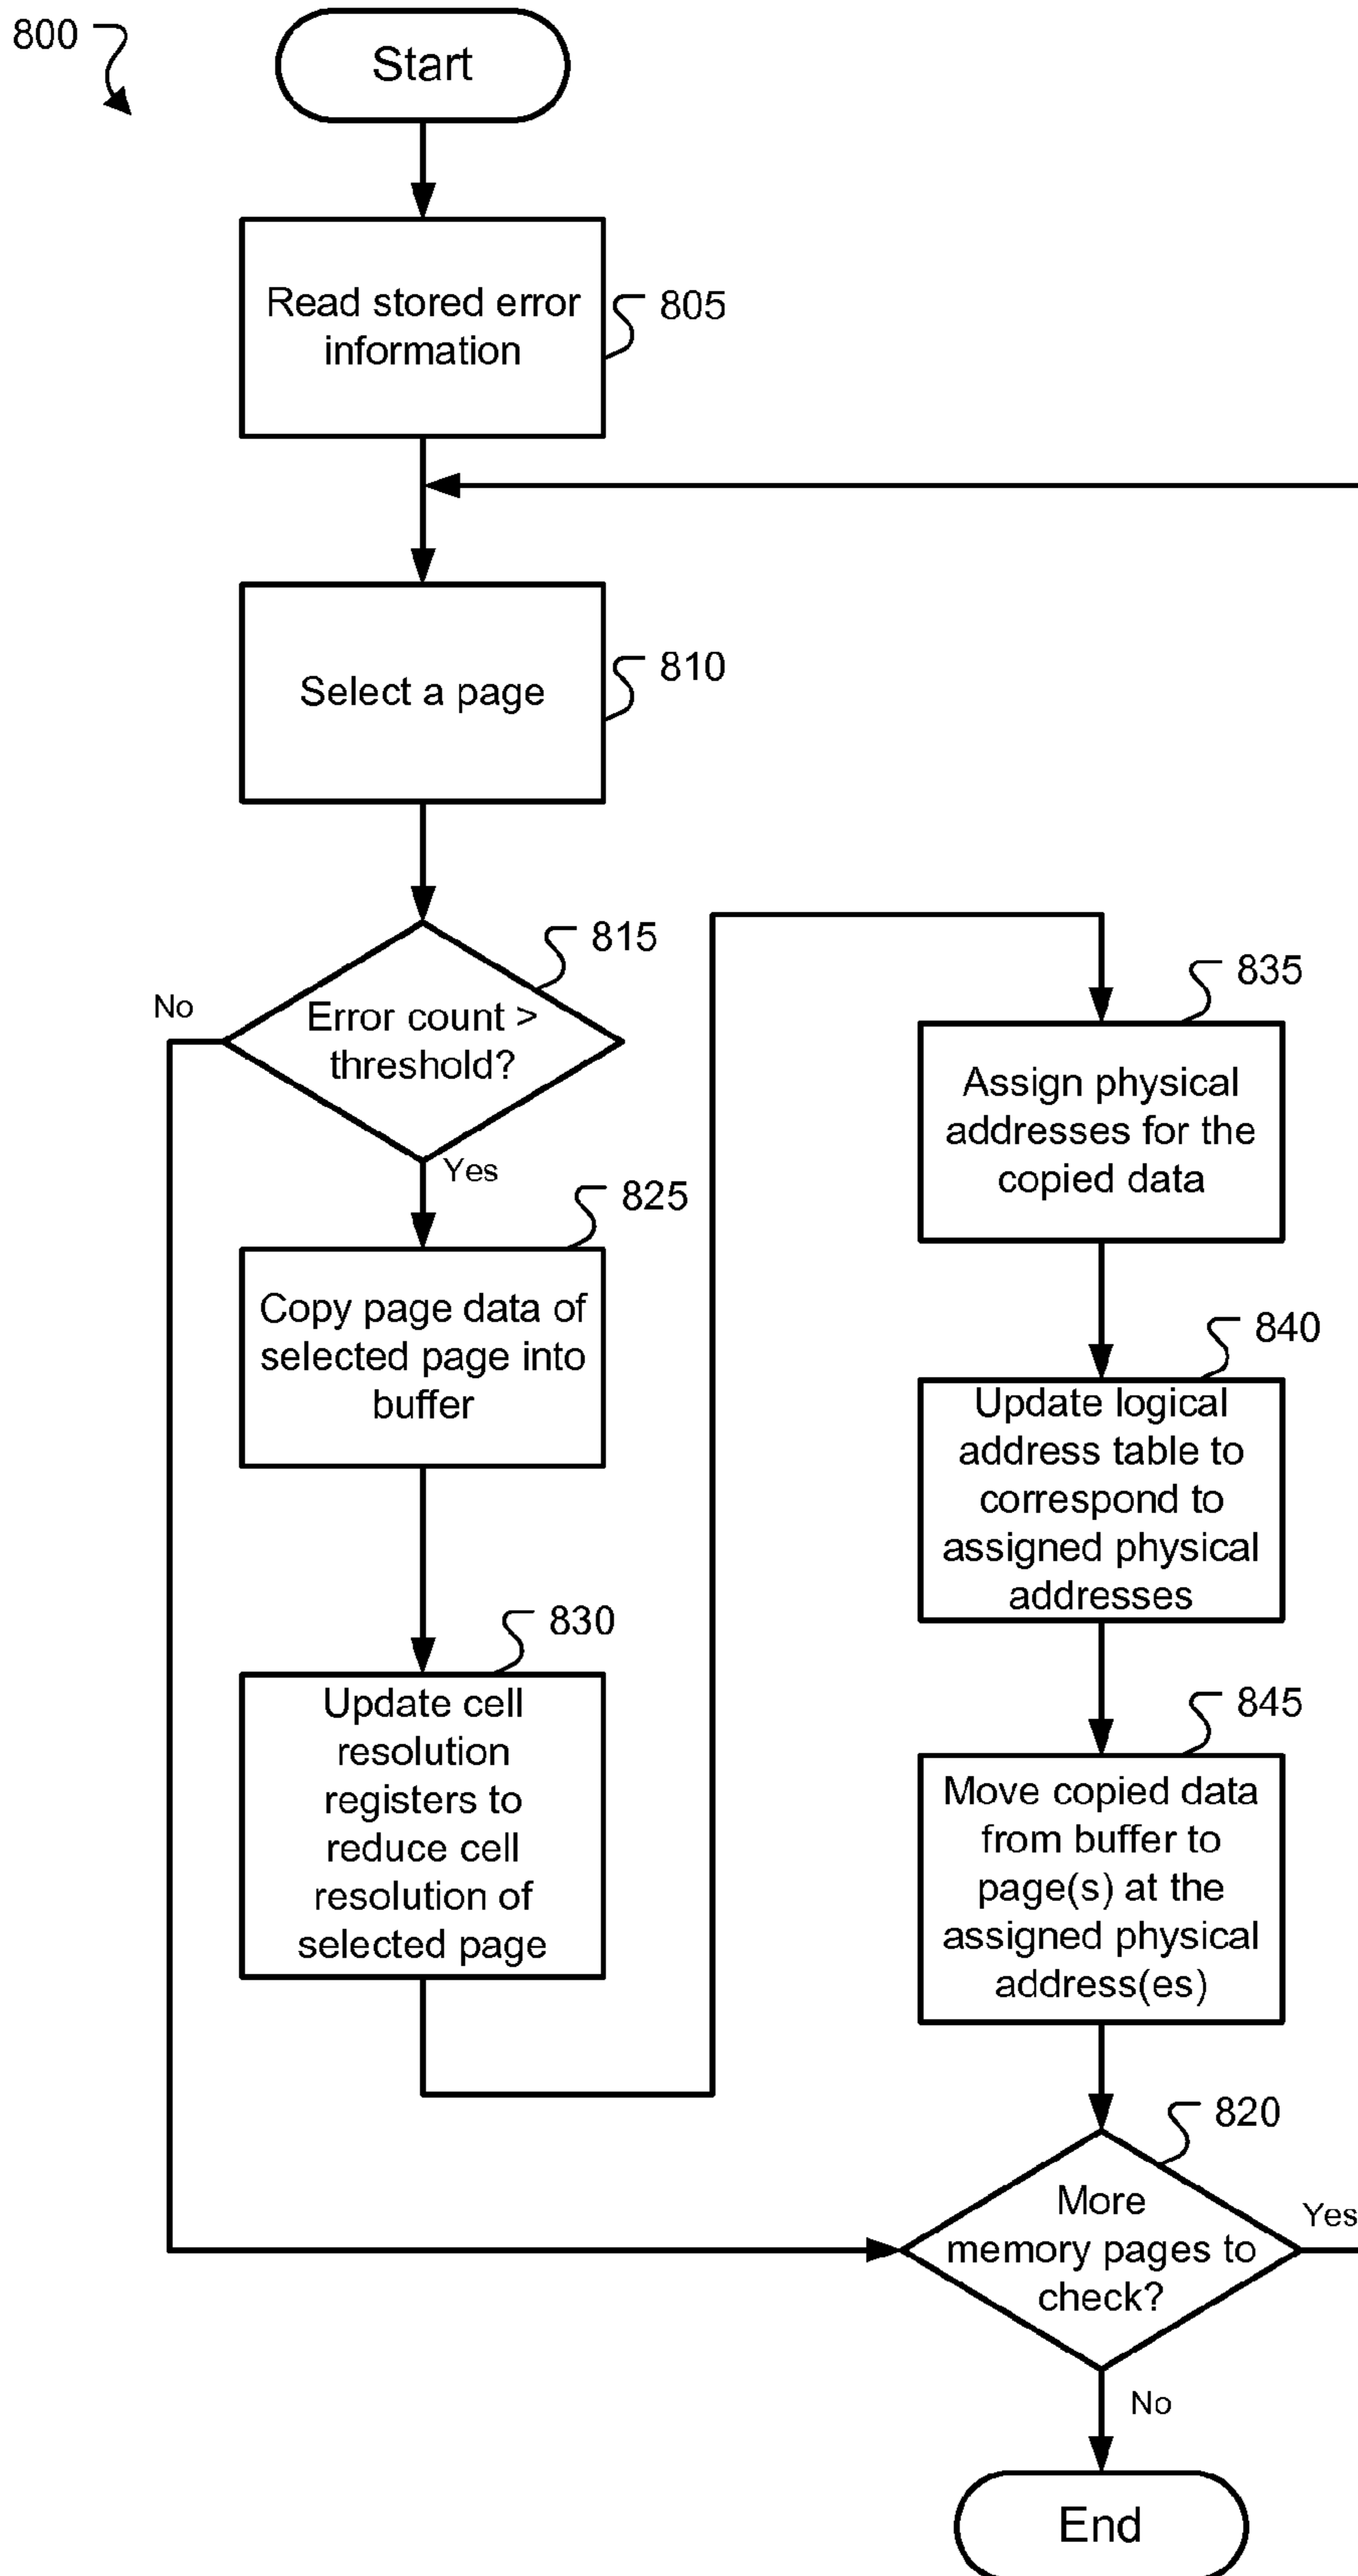 800
Start
Read stored error
information
805
Select a page
810
815
No
Error count >
threshold?
Yes
825
Copy page data of
selected page into
buffer
830
Update cell
resolution
registers to
reduce cell
resolution of
selected page
835
Assign physical
addresses for the
copied data
840
Update logical
address table to
correspond to
assigned physical
addresses
845
Move copied data
from buffer to
page(s) at the
assigned physical
address(es)
820
More
memory pages to
check?
Yes
No
End